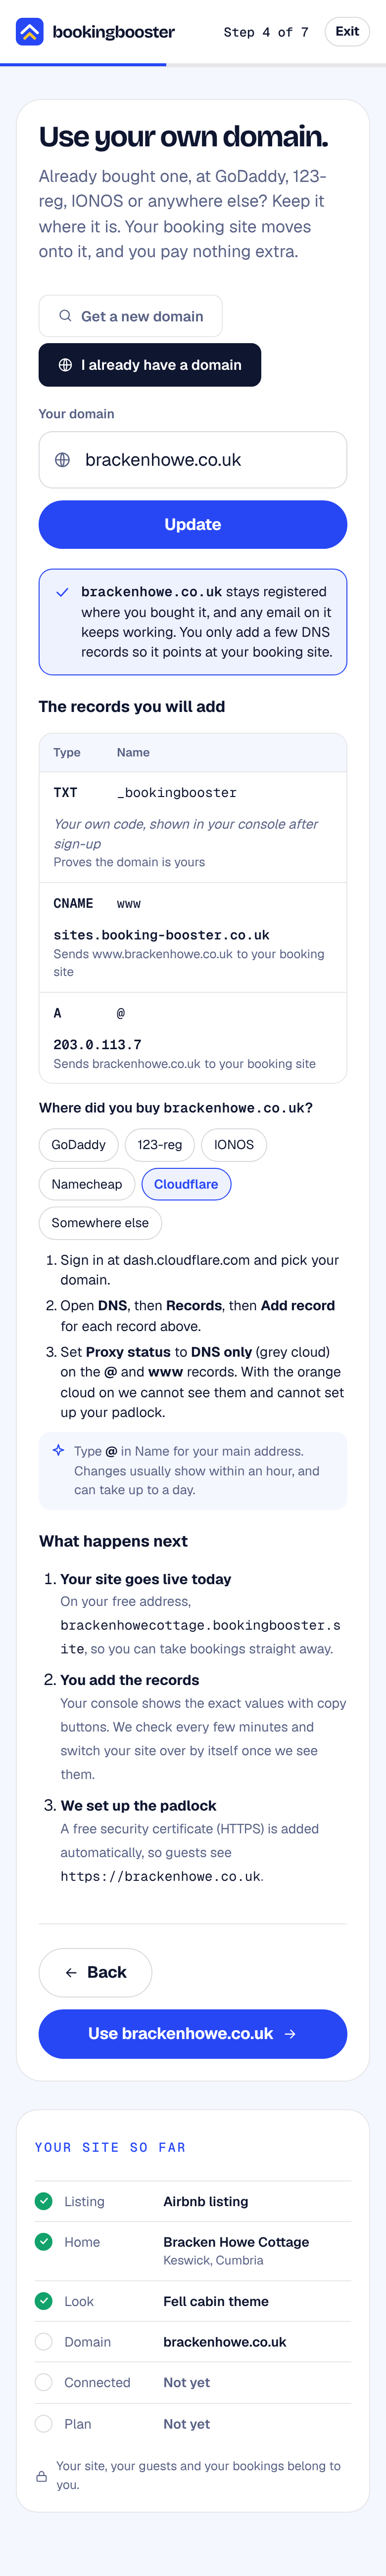 bookingbooster
Step 4 of 7
Exit
Use your own domain.
Already bought one, at GoDaddy, 123-
reg, IONOS or anywhere else? Keep it
where it is. Your booking site moves
onto it, and you pay nothing extra.
Get a new domain
I already have a domain
Your domain
brackenhowe.co.uk
Update
brackenhowe.co.uk stays registered
where you bought it, and any email on it
keeps working. You only add a few DNS
records so it points at your booking site.
The records you will add
Type Name
TXT _bookingbooster
Your own code, shown in your console after
sign-up
Proves the domain is yours
CNAME www
sites.booking-booster.co.uk
Sends www.brackenhowe.co.uk to your booking
site
A @
203.0.113.7
Sends brackenhowe.co.uk to your booking site
Where did you buy brackenhowe.co.uk?
GoDaddy 123-reg IONOS
Namecheap Cloudflare
Somewhere else
1. Sign in at dash.cloudflare.com and pick your
domain.
2. Open DNS, then Records, then Add record
for each record above.
3. Set Proxy status to DNS only (grey cloud)
on the @ and www records. With the orange
cloud on we cannot see them and cannot set
up your padlock.
Type @ in Name for your main address.
Changes usually show within an hour, and
can take up to a day.
What happens next
1. Your site goes live today
On your free address,
brackenhowecottage.bookingbooster.s
ite, so you can take bookings straight away.
2. You add the records
Your console shows the exact values with copy
buttons. We check every few minutes and
switch your site over by itself once we see
them.
3. We set up the padlock
A free security certificate (HTTPS) is added
automatically, so guests see
https://brackenhowe.co.uk.
← Back
Use brackenhowe.co.uk →
YOUR SITE SO FAR
Listing Airbnb listing
Home Bracken Howe Cottage
Keswick, Cumbria
Look Fell cabin theme
Domain brackenhowe.co.uk
Connected Not yet
Plan Not yet
Your site, your guests and your bookings belong to
you.